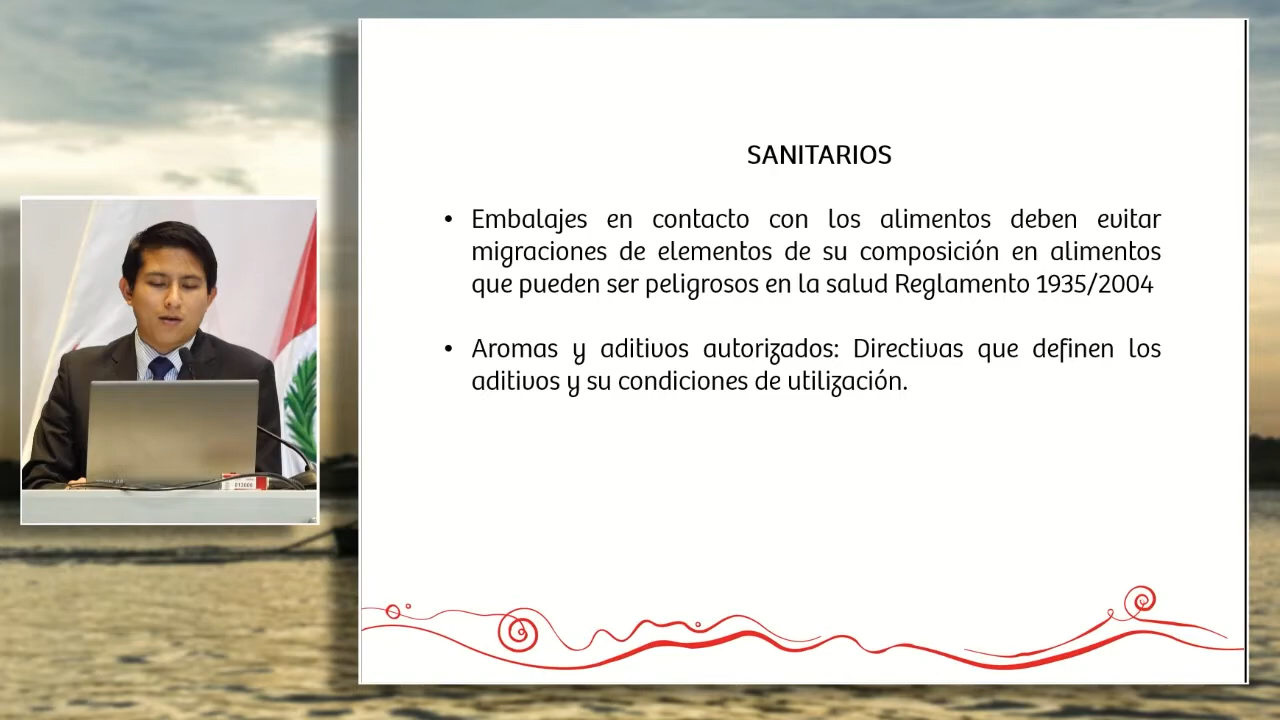 SANITARIOS
• Embalajes en contacto con los alimentos deben evitar
migraciones de elementos de su composición en alimentos
que pueden ser peligrosos en la salud Reglamento 1935/2004
• Aromas y aditivos autorizados: Directivas que definen los
aditivos y su condiciones de utilización.